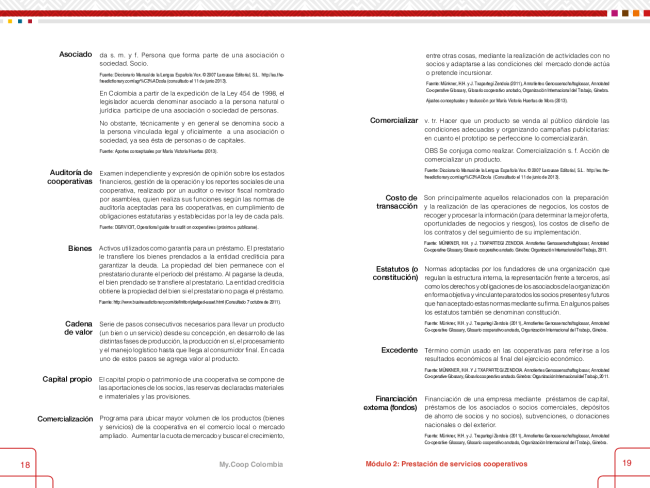 Asociado da s. m. y f. Persona que forma parte de una asociación o
sociedad. Socio.
Fuente: Diccionario Manual de la Lengua Española Vox. © 2007 Larousse Editorial, S.L. http://es.the-
freedictionary.com
En Colombia a partir de la expedición de la Ley 454 de 1998, el
legislador acuerda denominar asociado a la persona natural o
jurídica partícipe de una asociación o sociedad de personas.
No obstante, técnicamente y en general se denomina socio a
la persona vinculada legal y oficialmente a una asociación o
sociedad, ya sea ésta de personas o de capitales.
Fuente: Aportes conceptuales por María Victoria Huertas (2013).
Auditoría de
cooperativas
Examen independiente y expresión de opinión sobre los estados
financieros, gestión de la operación y los reportes sociales de una
cooperativa, realizado por un auditor o revisor fiscal nombrado
por asamblea, quien realiza sus funciones según las normas de
auditoría aceptadas para las cooperativas, en cumplimiento de
obligaciones estatutarias y establecidas por la ley de cada país.
Fuente: DGRV/OIT, Operational guide for audit on cooperatives (próximo a publicarse).
Bienes Activos utilizados como garantía para un préstamo. El prestatario
le transfiere los bienes prendados a la entidad crediticia para
garantizar la deuda. La propiedad del bien permanece con el
prestatario durante el período del préstamo. Al pagarse la deuda,
el bien prendado se transfiere al prestatario. La entidad crediticia
obtiene la propiedad del bien si el prestatario no paga el préstamo.
Fuente: http://www.businessdictionary.com/definition/pledged-asset.html (Consultado 7 octubre de 2011).
Cadena
de valor
Serie de pasos consecutivos necesarios para llevar un producto
(un bien o un servicio) desde su concepción, en desarrollo de las
distintas fases de producción, la producción en sí, el procesamiento
y el manejo logístico hasta que llega al consumidor final. En cada
uno de estos pasos se agrega valor al producto.
Capital propio El capital propio o patrimonio de una cooperativa se compone de
las aportaciones de los socios, las reservas declaradas materiales
e inmateriales y las provisiones.
Comercialización Programa para ubicar mayor volumen de los productos (bienes
y servicios) de la cooperativa en el comercio local o mercado
ampliado. Aumentar la cuota de mercado y buscar el crecimiento,
18
My.Coop Colombia
entre otras cosas, mediante la realización de actividades con no
socios y adaptarse a las condiciones del mercado donde actúa
o pretende incursionar.
Fuente: Münkner, H.H. y J. Txapartegi Zendoia (2011), Annotiertes Genossenschaftsglossar, Annotated
Co-operative Glossary, Glosario cooperativo anotado, Organización Internacional del Trabajo, Ginebra.
Ajustes conceptuales y traducción por María Victoria Huertas de Mora (2013).
Comercializar v. tr. Hacer que un producto se venda al público dándole las
condiciones adecuadas y organizando campañas publicitarias:
en cuanto el prototipo se perfeccione lo comercializarán.
OBS Se conjuga como realizar. Comercialización s. f. Acción de
comercializar un producto.
Fuente: Diccionario Manual de la Lengua Española Vox. © 2007 Larousse Editorial, S.L. http://es.the-
freedictionary.com (Consultado el 11 de junio de 2013).
Costo de
transacción
Son principalmente aquellos relacionados con la preparación
y la realización de las operaciones de negocios, los costos de
recoger y procesar la información (para determinar la mejor oferta,
oportunidades de negocios y riesgos), los costos de diseño de
los contratos y del seguimiento de su implementación.
Fuente: MÜNKNER, H.H. y J. TXAPARTEGI ZENDOIA. Annotiertes Genossenschaftsglossar, Annotated
Co-operative Glossary, Glosario cooperativo anotado. Ginebra: Organización Internacional del Trabajo, 2011.
Estatutos (o
constitución)
Normas adoptadas por los fundadores de una organización que
regulan la estructura interna, la representación frente a terceros, así
como los derechos y obligaciones de los asociados de la organización
en forma objetiva y vinculante para todos los socios presentes y futuros
que han aceptado estas normas mediante su firma. En algunos países
los estatutos también se denominan constitución.
Fuente: Münkner, H.H. y J. Txapartegi Zendoia (2011), Annotiertes Genossenschaftsglossar, Annotated
Co-operative Glossary, Glosario cooperativo anotado, Organización Internacional del Trabajo, Ginebra.
Excedente Término común usado en las cooperativas para referirse a los
resultados económicos al final del ejercicio económico.
Fuente: MÜNKNER, H.H. Y J. TXAPARTEGI ZENDOIA. Annotiertes Genossenschaftsglossar, Annotated
Co-operative Glossary, Glosario cooperativo anotado. Ginebra: Organización Internacional del Trabajo, 2011.
Financiación
externa (fondos)
Financiación de una empresa mediante préstamos de capital,
préstamos de los asociados o socios comerciales, depósitos
de ahorro de socios y no socios), subvenciones, o donaciones
nacionales o del exterior.
Fuente: Münkner, H.H. y J. Txapartegi Zendoia (2011), Annotiertes Genossenschaftsglossar, Annotated
Co-operative Glossary, Glosario cooperativo anotado, Organización Internacional del Trabajo, Ginebra.
Módulo 2: Prestación de servicios cooperativos
19